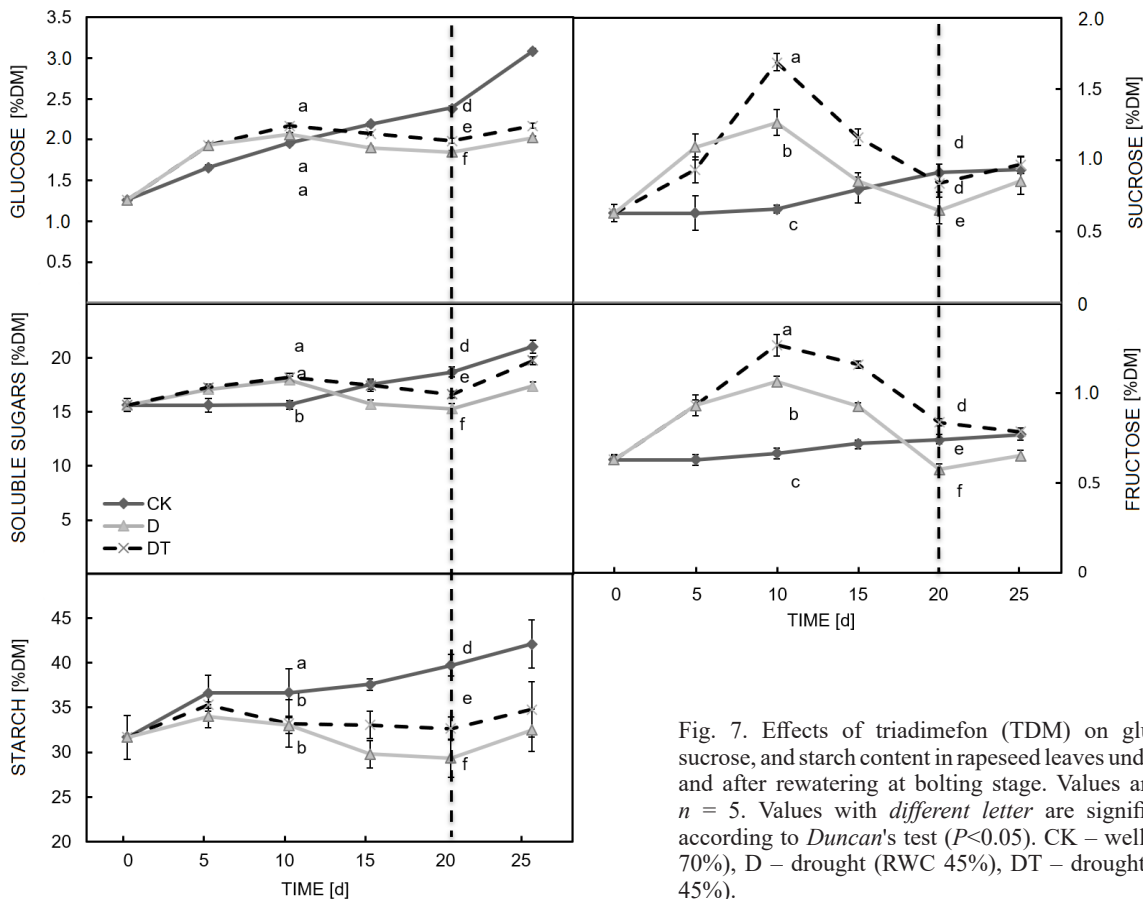 3.5
3.0
2.5
2.0
1.5
1.0
0.5
GLUCOSE [%DM]
a
a
a
d
e
f
2.0
1.5
1.0
0.5
0
SUCROSE [%DM]
a
b
c
d
d
e
20
15
10
5
SOLUBLE SUGARS [%DM]
a
a
b
d
e
f
CK
D
DT
1.0
0.5
0
FRUCTOSE [%DM]
a
b
c
d
e
f
0 5 10 15 20 25
TIME [d]
45
40
35
30
25
20
STARCH [%DM]
a
b
b
d
e
f
0 5 10 15 20 25
TIME [d]
Fig. 7. Effects of triadimefon (TDM) on glu
sucrose, and starch content in rapeseed leaves und
and after rewatering at bolting stage. Values ar
n = 5. Values with different letter are signifi
according to Duncan's test (P<0.05). CK – well
70%), D – drought (RWC 45%), DT – drought
45%).